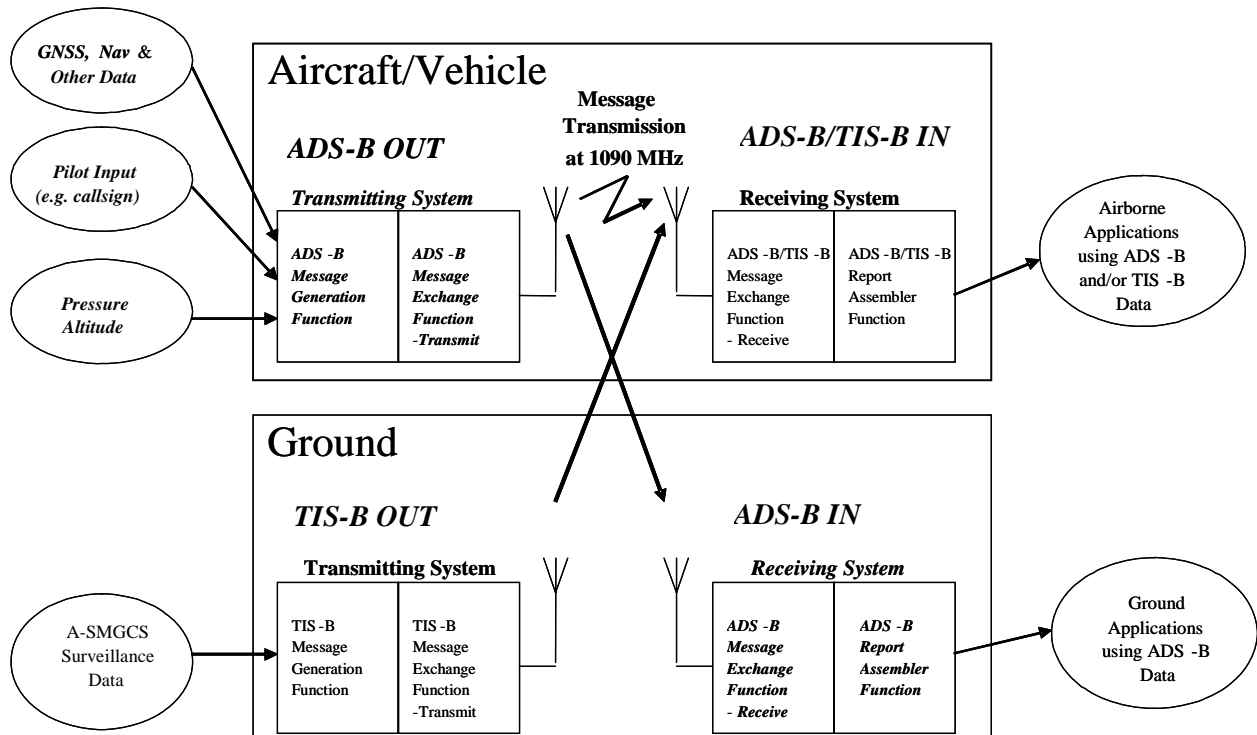 GNSS, Nav &
Other Data
Pilot Input
(e.g. callsign)
Pressure
Altitude
Aircraft/Vehicle
ADS-B OUT
Message
Transmission
at 1090 MHz
ADS-B/TIS-B IN
Transmitting System
ADS -B
Message
Generation
Function
ADS -B
Message
Exchange
Function
-Transmit
Receiving System
ADS -B/TIS -B
Message
Exchange
Function
- Receive
ADS -B/TIS -B
Report
Assembler
Function
Airborne
Applications
using ADS -B
and/or TIS -B
Data
Ground
TIS-B OUT
ADS-B IN
A-SMGCS
Surveillance
Data
Transmitting System
TIS -B
Message
Generation
Function
TIS -B
Message
Exchange
Function
-Transmit
Receiving System
ADS -B
Message
Exchange
Function
- Receive
ADS -B
Report
Assembler
Function
Ground
Applications
using ADS -B
Data